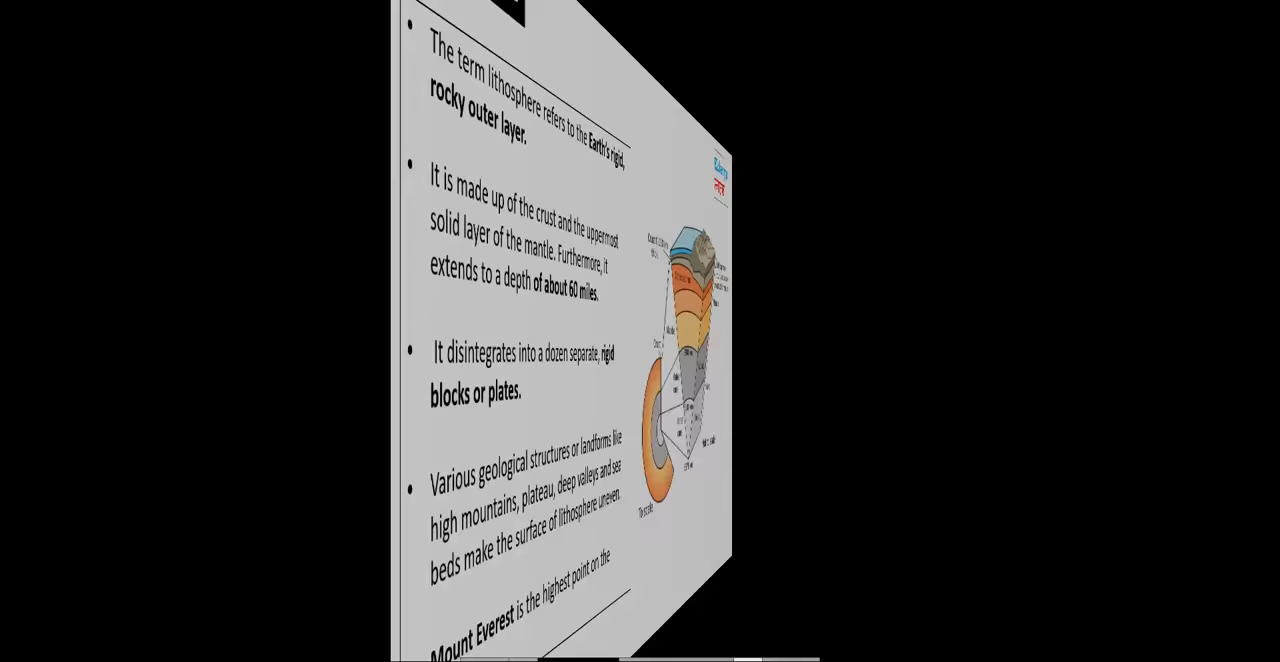 The term lithosphere refers to the Earth's rigid,
rocky outer layer.
It is made up of the crust and the uppermost
solid layer of the mantle. Furthermore, it
extends to a depth of about 60 miles.
It disintegrates into a dozen separate, rigid
blocks or plates.
Various geological structures or landforms like
high mountains, plateau, deep valleys and sea
beds make the surface of lithosphere uneven.
Mount Everest is the highest point on the
To scale